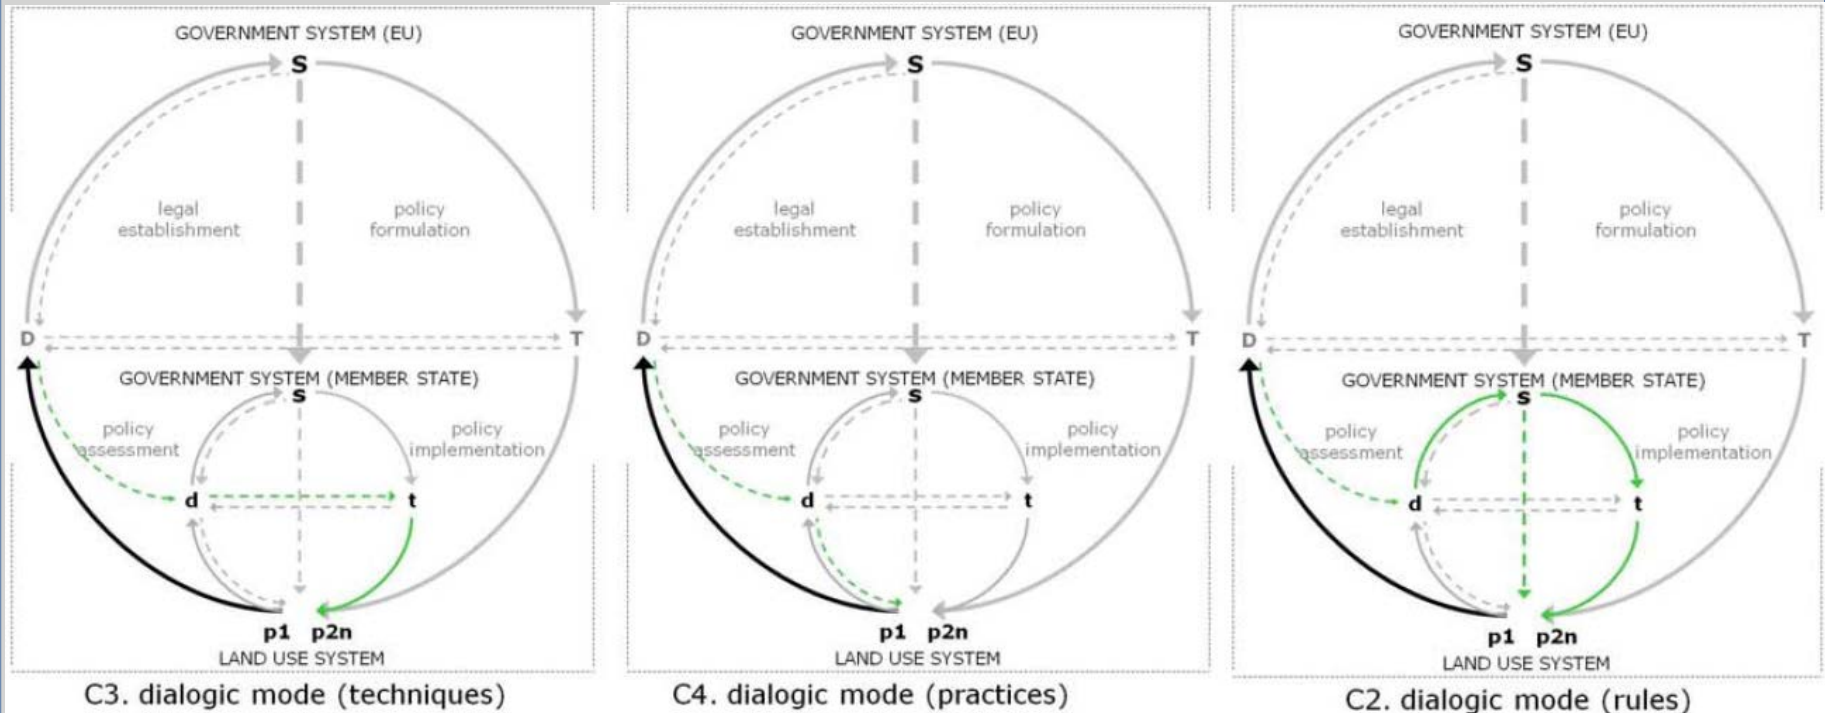 GOVERNMENT SYSTEM (EU)
S
legal
establishment
policy
formulation
D
T
GOVERNMENT SYSTEM (MEMBER STATE)
s
policy
assessment
policy
implementation
d
t
p1 p2n
LAND USE SYSTEM
C3. dialogic mode (techniques)
GOVERNMENT SYSTEM (EU)
S
legal
establishment
policy
formulation
D
T
GOVERNMENT SYSTEM (MEMBER STATE)
s
policy
assessment
policy
implementation
d
t
p1 p2n
LAND USE SYSTEM
C4. dialogic mode (practices)
GOVERNMENT SYSTEM (EU)
S
legal
establishment
policy
formulation
D
T
GOVERNMENT SYSTEM (MEMBER STATE)
s
policy
assessment
policy
implementation
d
t
p1 p2n
LAND USE SYSTEM
C2. dialogic mode (rules)